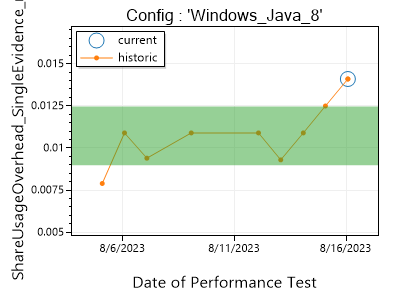 Config : 'Windows_Java_8'
current
historic
0.015
0.0125
0.01
0.0075
0.005
8/6/2023
8/11/2023
8/16/2023
Date of Performance Test
ShareUsageOverhead_SingleEvidence_